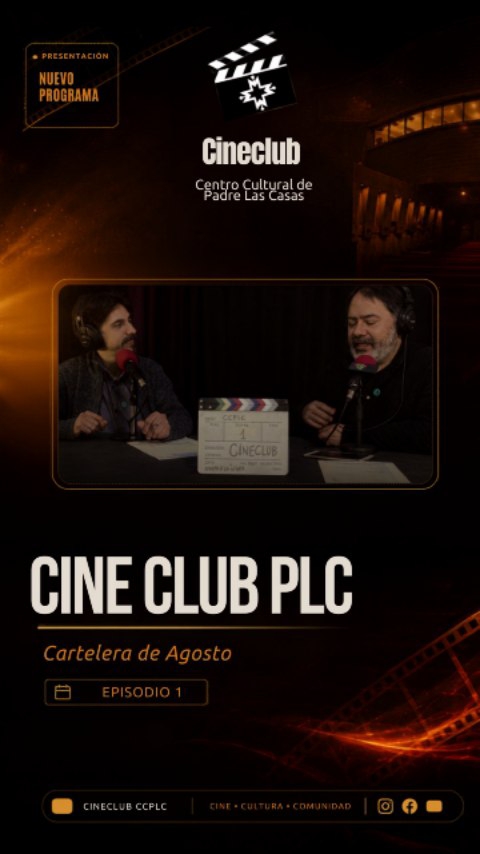 PRESENTACIÓN
NUEVO
PROGRAMA
Cineclub
Centro Cultural de
Padre Las Casas
CCPLC
1
CINECLUB
CINE CLUB PLC
Cartelera de Agosto
EPISODIO 1
CINECLUB CCPLC
CINE • CULTURA • COMUNIDAD